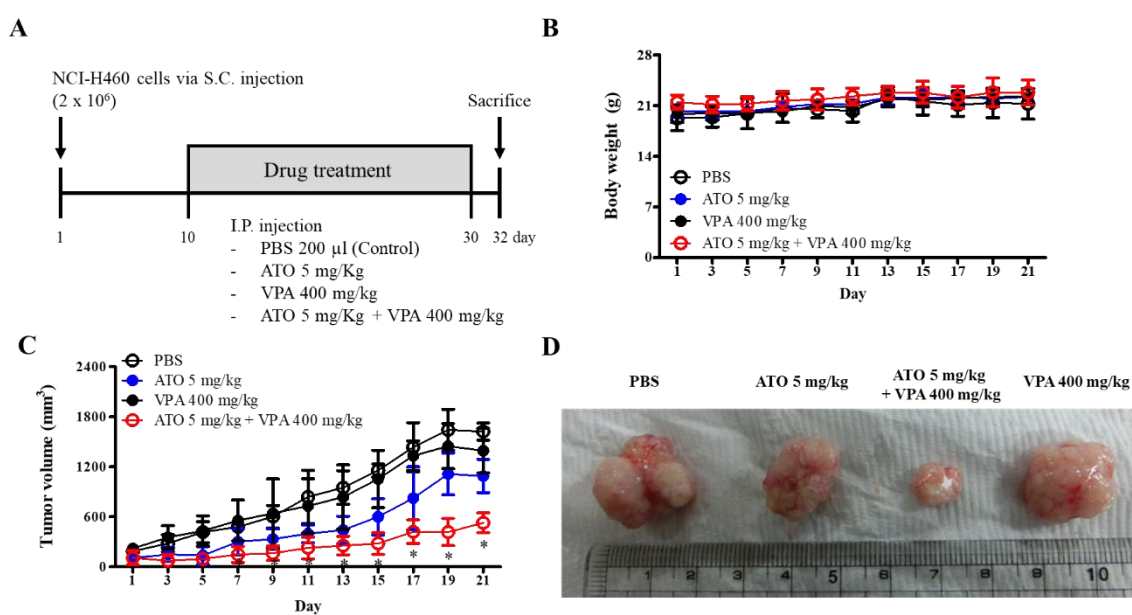 A
NCI-H460 cells via S.C. injection
(2 x 10⁶)
Sacrifice
Drug treatment
1
10
30
32 day
I.P. injection
- PBS 200 µl (Control)
- ATO 5 mg/Kg
- VPA 400 mg/kg
- ATO 5 mg/Kg + VPA 400 mg/kg
B
Body weight (g)
28
21
14
7
0
PBS
ATO 5 mg/kg
VPA 400 mg/kg
ATO 5 mg/kg + VPA 400 mg/kg
1 3 5 7 9 11 13 15 17 19 21
Day
C
Tumor volume (mm³)
2400
1800
1200
600
0
PBS
ATO 5 mg/kg
VPA 400 mg/kg
ATO 5 mg/kg + VPA 400 mg/kg
* * * * * * *
1 3 5 7 9 11 13 15 17 19 21
Day
D
PBS
ATO 5 mg/kg
ATO 5 mg/kg
+ VPA 400 mg/kg
VPA 400 mg/kg
1 2 3 4 5 6 7 8 9 10